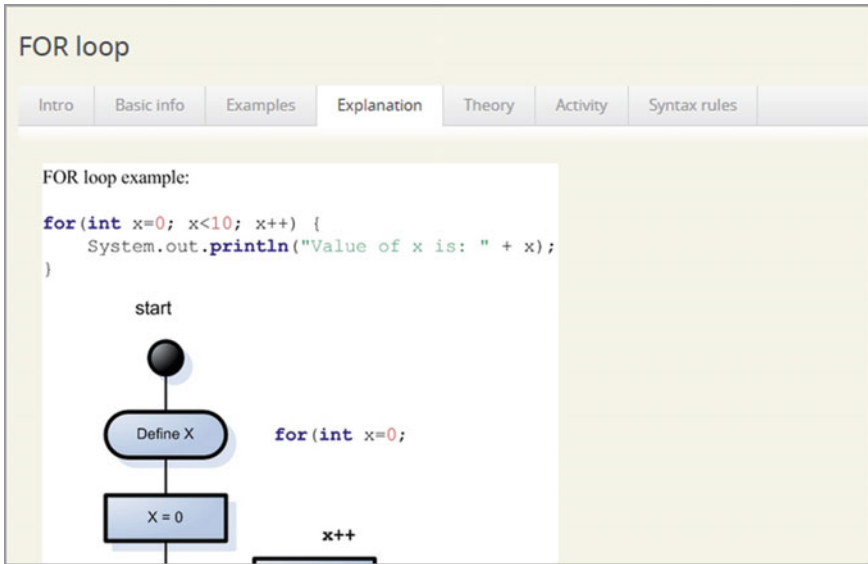 FOR loop
Intro Basic info Examples Explanation Theory Activity Syntax rules
FOR loop example:
for(int x=0; x<10; x++) {
    System.out.println("Value of x is: " + x);
}
start
Define X for(int x=0;
X = 0
x++